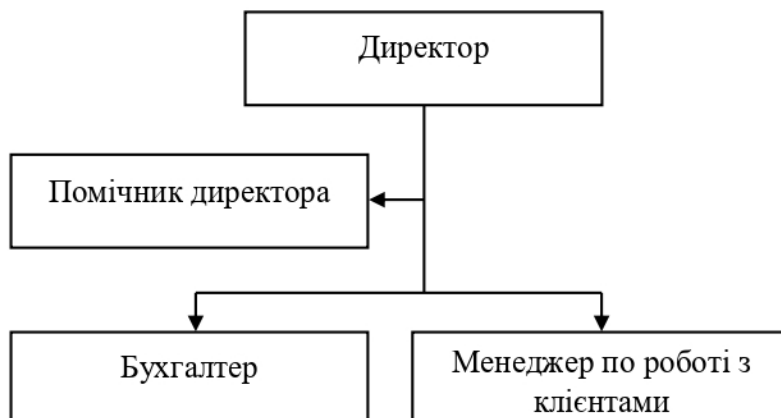 Директор
Помічник директора
Бухгалтер
Менеджер по роботі з
клієнтами